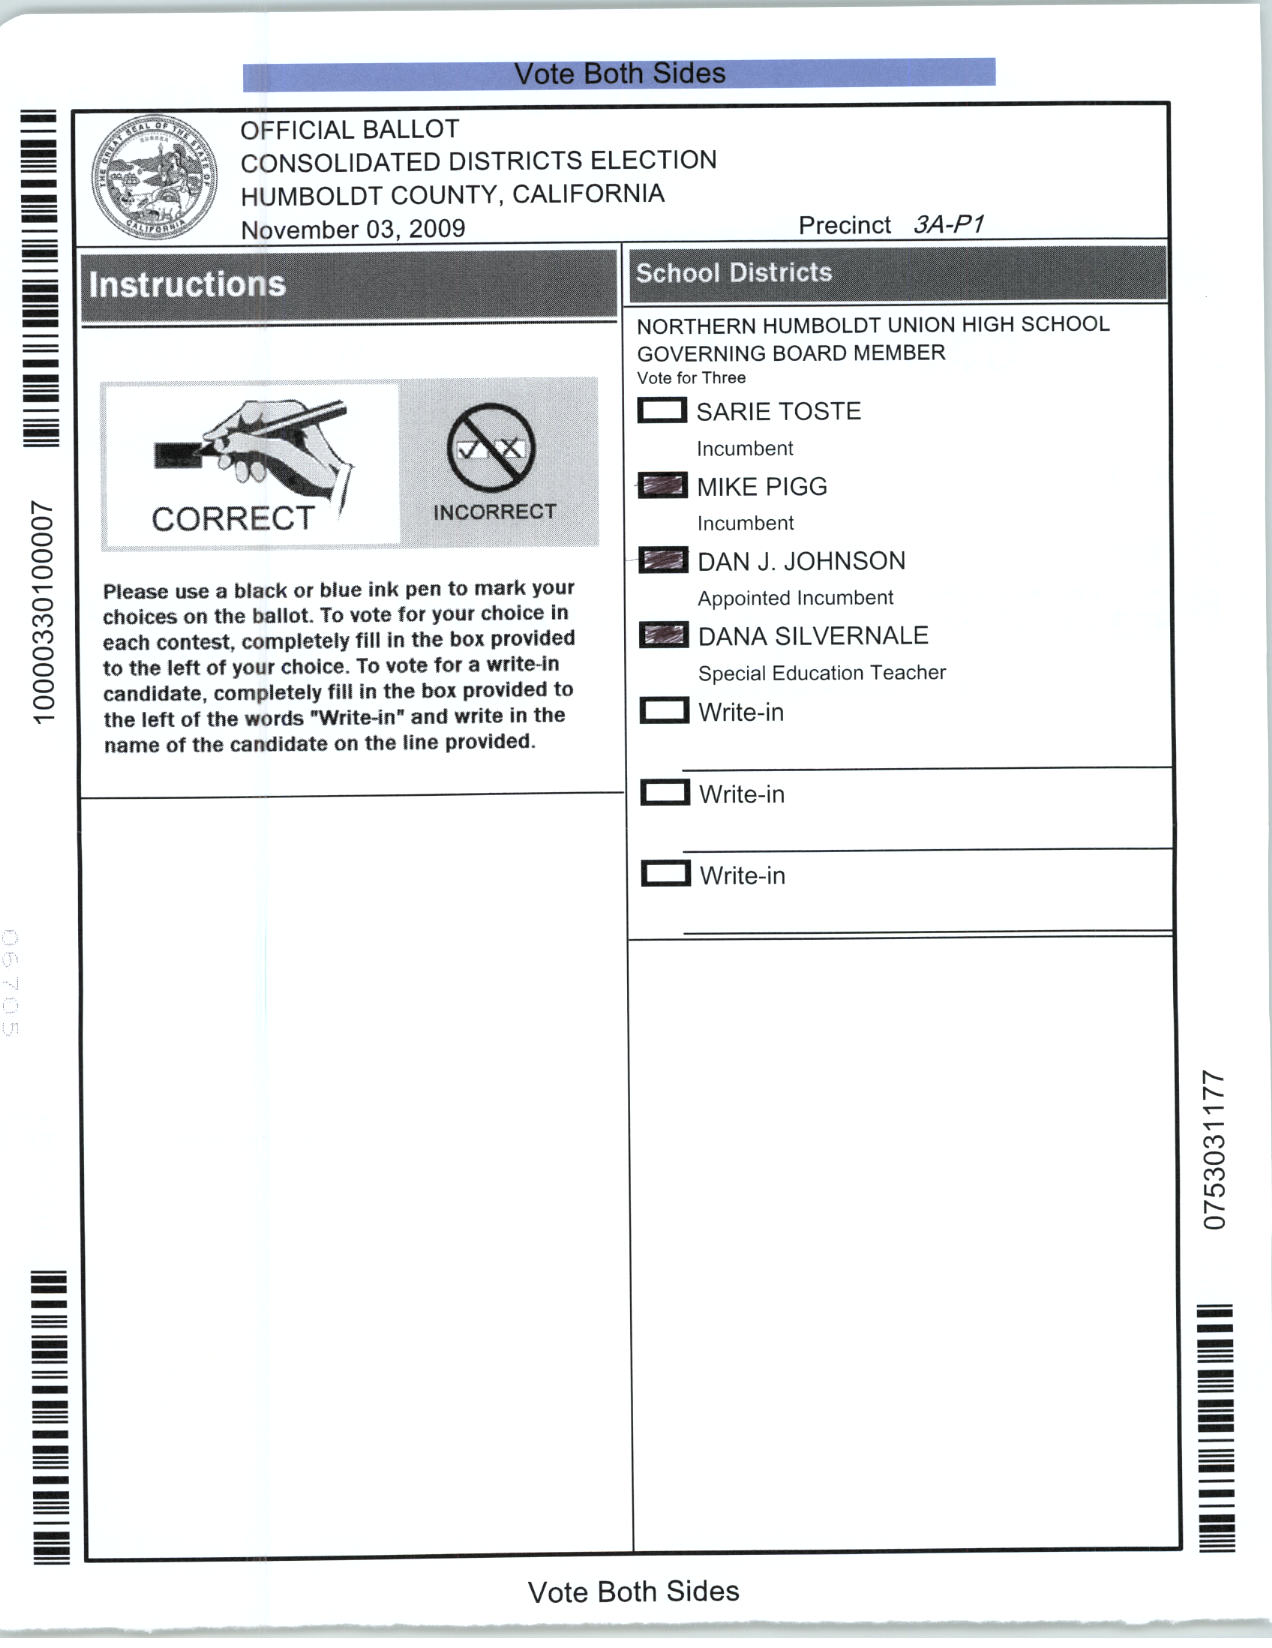 Vote Both Sides
OFFICIAL BALLOT
CONSOLIDATED DISTRICTS ELECTION
HUMBOLDT COUNTY, CALIFORNIA
November 03, 2009
Precinct 3A-P1
THE GREAT SEAL OF THE STATE OF CALIFORNIA
EUREKA
Instructions
CORRECT
INCORRECT
Please use a black or blue ink pen to mark your
choices on the ballot. To vote for your choice in
each contest, completely fill in the box provided
to the left of your choice. To vote for a write-in
candidate, completely fill in the box provided to
the left of the words "Write-in" and write in the
name of the candidate on the line provided.
School Districts
NORTHERN HUMBOLDT UNION HIGH SCHOOL
GOVERNING BOARD MEMBER
Vote for Three
SARIE TOSTE
Incumbent
MIKE PIGG
Incumbent
DAN J. JOHNSON
Appointed Incumbent
DANA SILVERNALE
Special Education Teacher
Write-in
Write-in
Write-in
10000330100007
06705
0753031177
Vote Both Sides